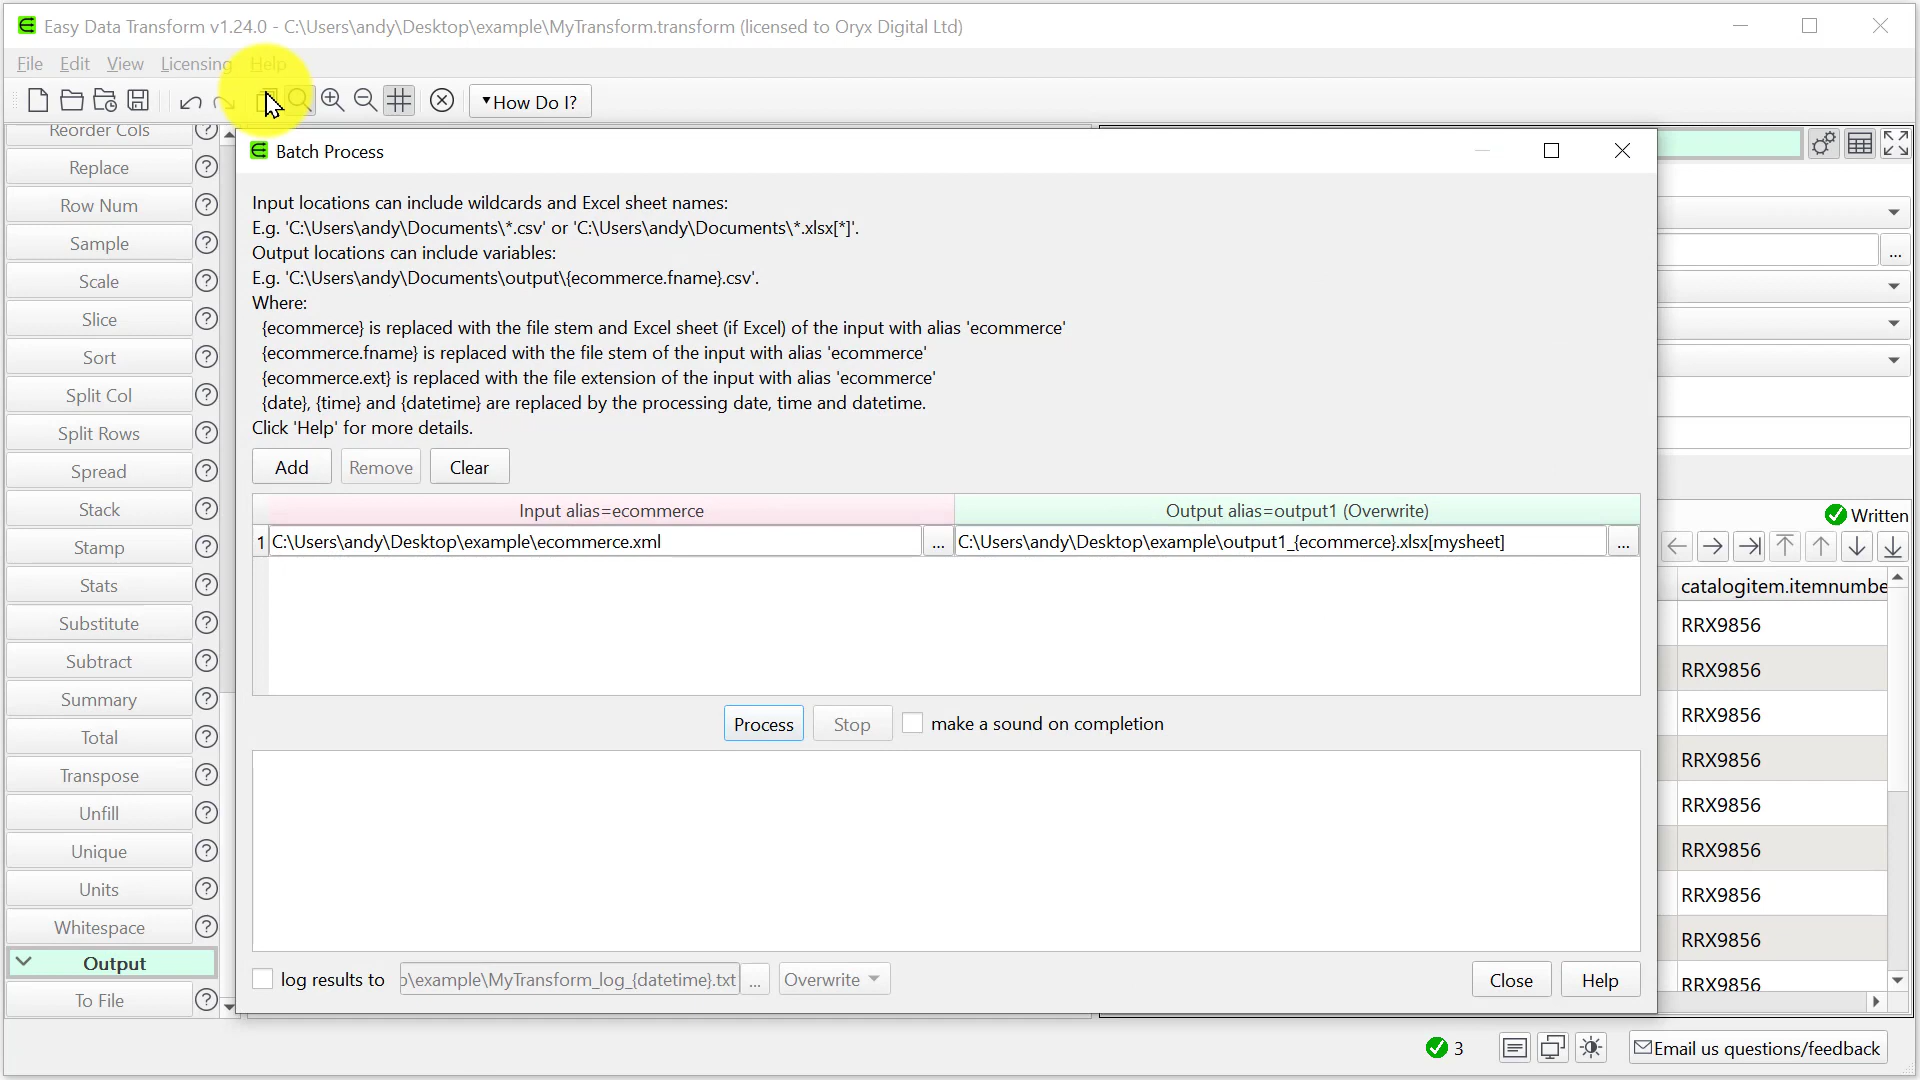 Easy Data Transform v1.24.0 - C:\Users\andy\Desktop\example\MyTransform.transform (licensed to Oryx Digital Ltd)
File Edit View Licensing Help
How Do I?
Reorder Cols
Replace
Row Num
Sample
Scale
Slice
Sort
Split Col
Split Rows
Spread
Stack
Stamp
Stats
Substitute
Subtract
Summary
Total
Transpose
Unfill
Unique
Units
Whitespace
Output
To File
Batch Process
Input locations can include wildcards and Excel sheet names:
E.g. 'C:\Users\andy\Documents\*.csv' or 'C:\Users\andy\Documents\*.xlsx[*]'.
Output locations can include variables:
E.g. 'C:\Users\andy\Documents\output\{ecommerce.fname}.csv'.
Where:
{ecommerce} is replaced with the file stem and Excel sheet (if Excel) of the input with alias 'ecommerce'
{ecommerce.fname} is replaced with the file stem of the input with alias 'ecommerce'
{ecommerce.ext} is replaced with the file extension of the input with alias 'ecommerce'
{date}, {time} and {datetime} are replaced by the processing date, time and datetime.
Click 'Help' for more details.
Add Remove Clear
Input alias=ecommerce Output alias=output1 (Overwrite)
1 C:\Users\andy\Desktop\example\ecommerce.xml ... C:\Users\andy\Desktop\example\output1_{ecommerce}.xlsx[mysheet] ...
Process Stop make a sound on completion
log results to \example\MyTransform_log_{datetime}.txt ... Overwrite
Close Help
...
Written
catalogitem.itemnumbe
RRX9856
RRX9856
RRX9856
RRX9856
RRX9856
RRX9856
RRX9856
RRX9856
RRX9856
3
Email us questions/feedback